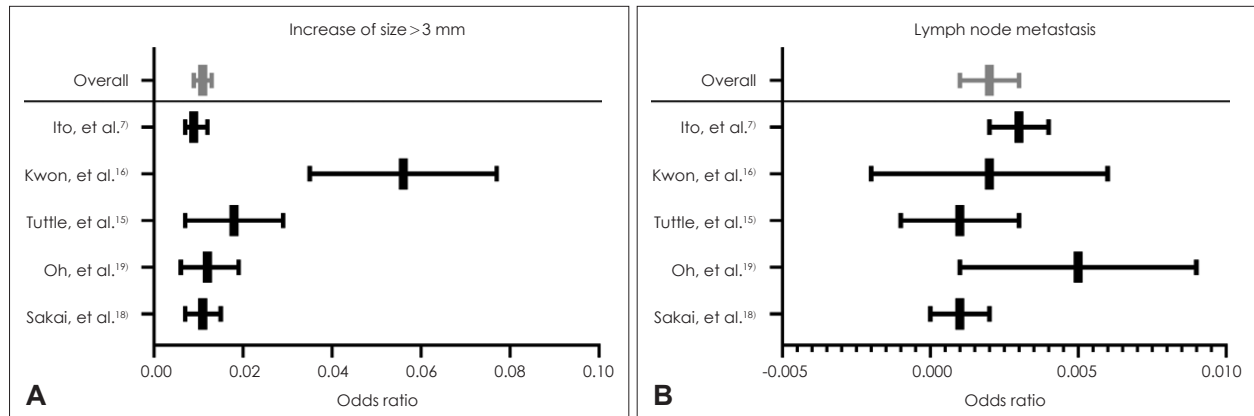 Increase of size>3 mm
Overall
Ito, et al.⁷⁾
Kwon, et al.¹⁶⁾
Tuttle, et al.¹⁵⁾
Oh, et al.¹⁹⁾
Sakai, et al.¹⁸⁾
0.00 0.02 0.04 0.06 0.08 0.10
A
Odds ratio
Lymph node metastasis
Overall
Ito, et al.⁷⁾
Kwon, et al.¹⁶⁾
Tuttle, et al.¹⁵⁾
Oh, et al.¹⁹⁾
Sakai, et al.¹⁸⁾
-0.005 0.000 0.005 0.010
B
Odds ratio